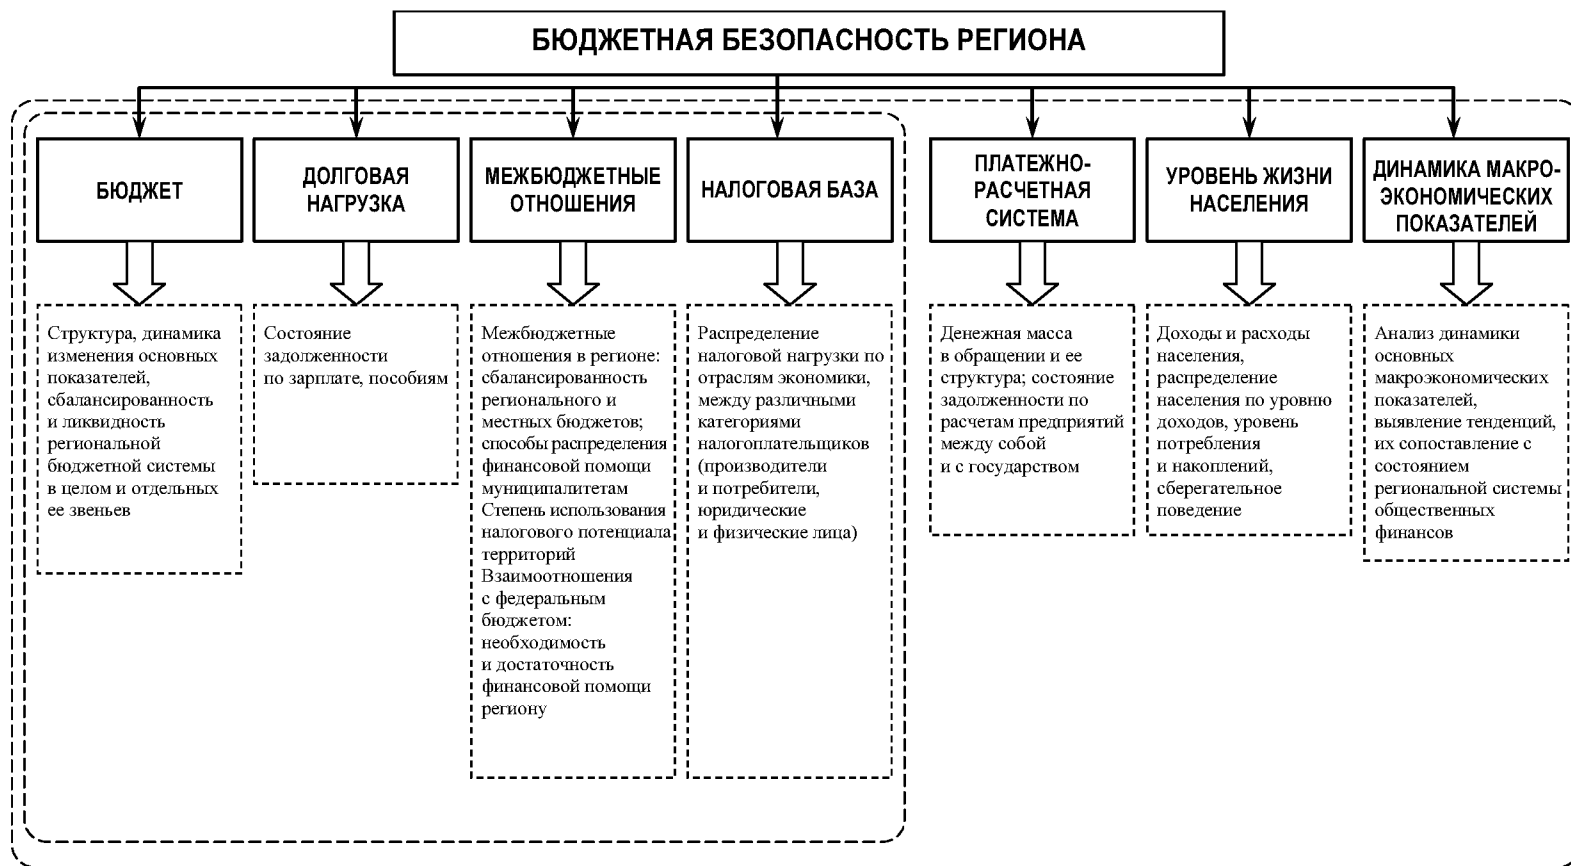 БЮДЖЕТНАЯ БЕЗОПАСНОСТЬ РЕГИОНА
БЮДЖЕТ
ДОЛГОВАЯ
НАГРУЗКА
МЕЖБЮДЖЕТНЫЕ
ОТНОШЕНИЯ
НАЛОГОВАЯ БАЗА
ПЛАТЕЖНО-
РАСЧЕТНАЯ
СИСТЕМА
УРОВЕНЬ ЖИЗНИ
НАСЕЛЕНИЯ
ДИНАМИКА МАКРО-
ЭКОНОМИЧЕСКИХ
ПОКАЗАТЕЛЕЙ
Структура, динамика
изменения основных
показателей,
сбалансированность
и ликвидность
региональной
бюджетной системы
в целом и отдельных
ее звеньев
Состояние
задолженности
по зарплате, пособиям
Межбюджетные
отношения в регионе:
сбалансированность
регионального и
местных бюджетов;
способы распределения
финансовой помощи
муниципалитетам
Степень использования
налогового потенциала
территорий
Взаимоотношения
с федеральным
бюджетом:
необходимость
и достаточность
финансовой помощи
региону
Распределение
налоговой нагрузки по
отраслям экономики,
между различными
категориями
налогоплательщиков
(производители
и потребители,
юридические
и физические лица)
Денежная масса
в обращении и ее
структура; состояние
задолженности по
расчетам предприятий
между собой
и с государством
Доходы и расходы
населения,
распределение
населения по уровню
доходов, уровень
потребления
и накоплений,
сберегательное
поведение
Анализ динамики
основных
макроэкономических
показателей,
выявление тенденций,
их сопоставление с
состоянием
региональной системы
общественных
финансов